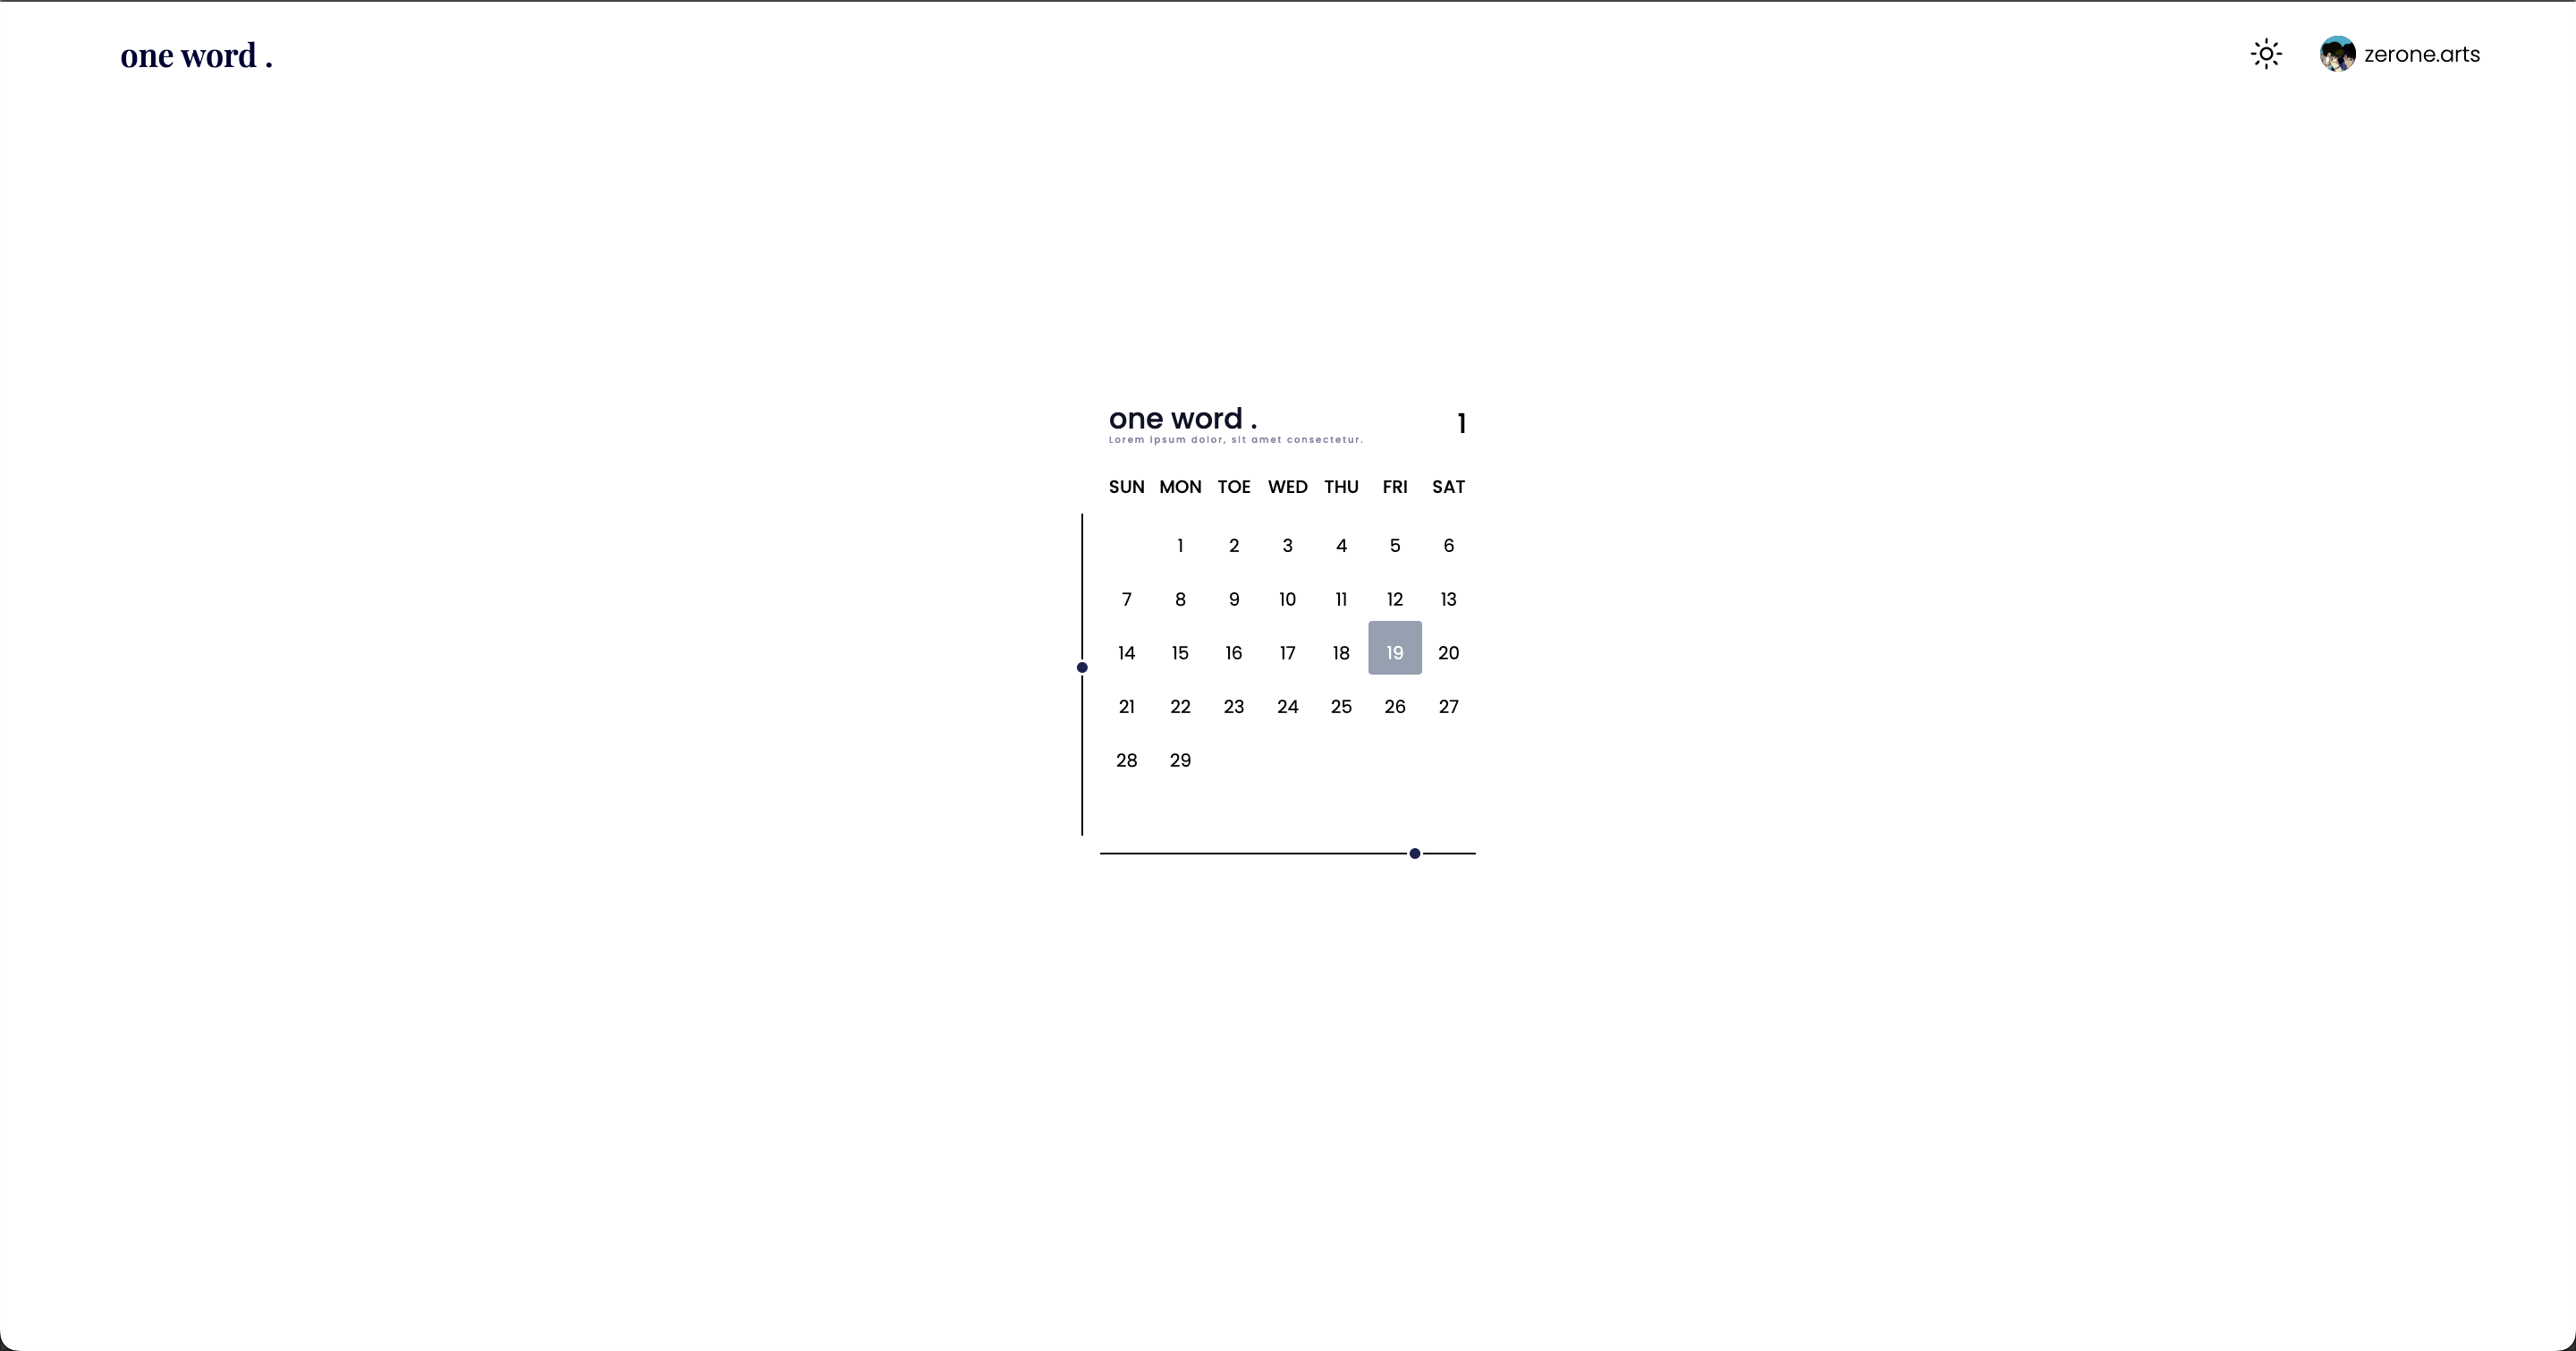 one word .
zerone.arts
one word .
1
Lorem ipsum dolor, sit amet consectetur.
SUN MON TOE WED THU FRI SAT
1 2 3 4 5 6
7 8 9 10 11 12 13
14 15 16 17 18 19 20
21 22 23 24 25 26 27
28 29